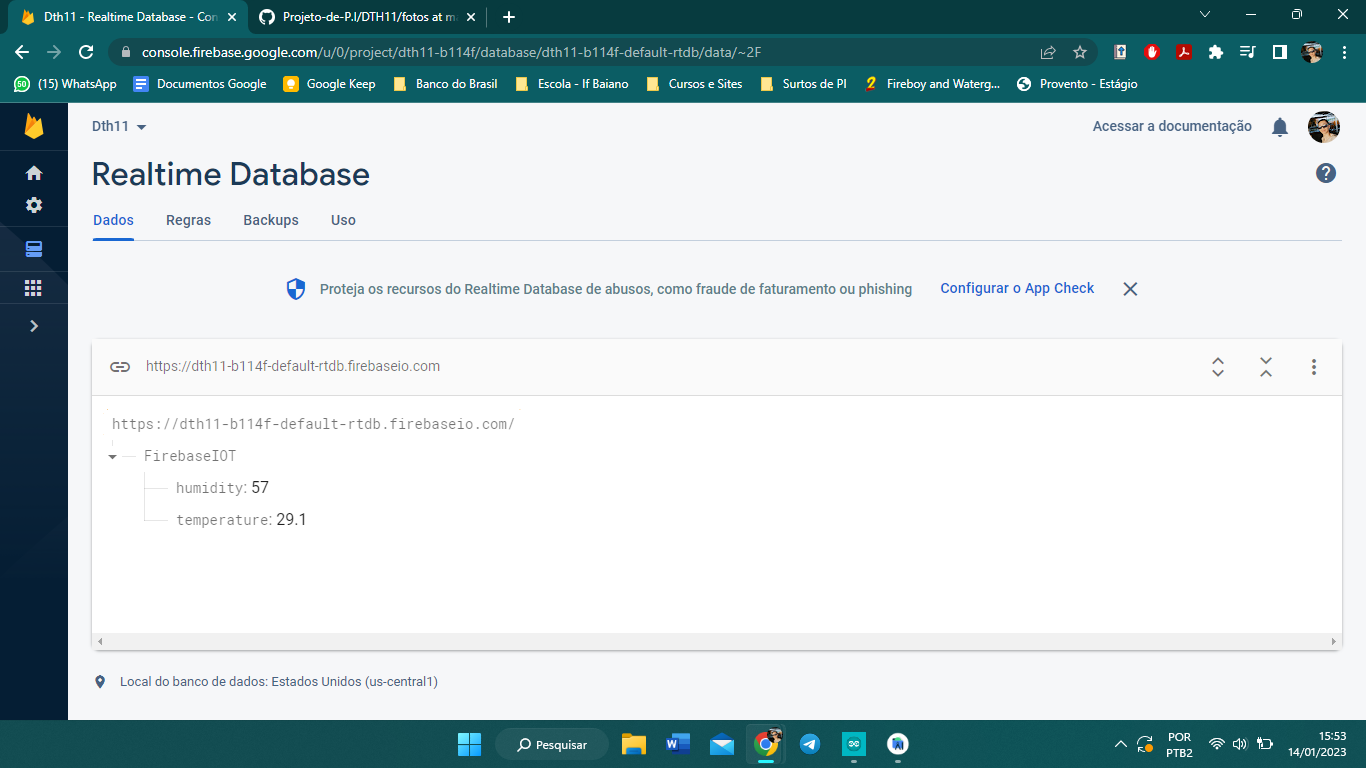 Dth11 - Realtime Database - Con
Projeto-de-P.I/DTH11/fotos at ma
console.firebase.google.com/u/0/project/dth11-b114f/database/dth11-b114f-default-rtdb/data/~2F
50 (15) WhatsApp
Documentos Google
Google Keep
Banco do Brasil
Escola - If Baiano
Cursos e Sites
Surtos de PI
2 Fireboy and Waterg...
Provento - Estágio
Dth11
Acessar a documentação
Realtime Database
Dados
Regras
Backups
Uso
Proteja os recursos do Realtime Database de abusos, como fraude de faturamento ou phishing
Configurar o App Check
https://dth11-b114f-default-rtdb.firebaseio.com
https://dth11-b114f-default-rtdb.firebaseio.com/
FirebaseIOT
humidity: 57
temperature: 29.1
Local do banco de dados: Estados Unidos (us-central1)
Pesquisar
POR
PTB2
15:53
14/01/2023